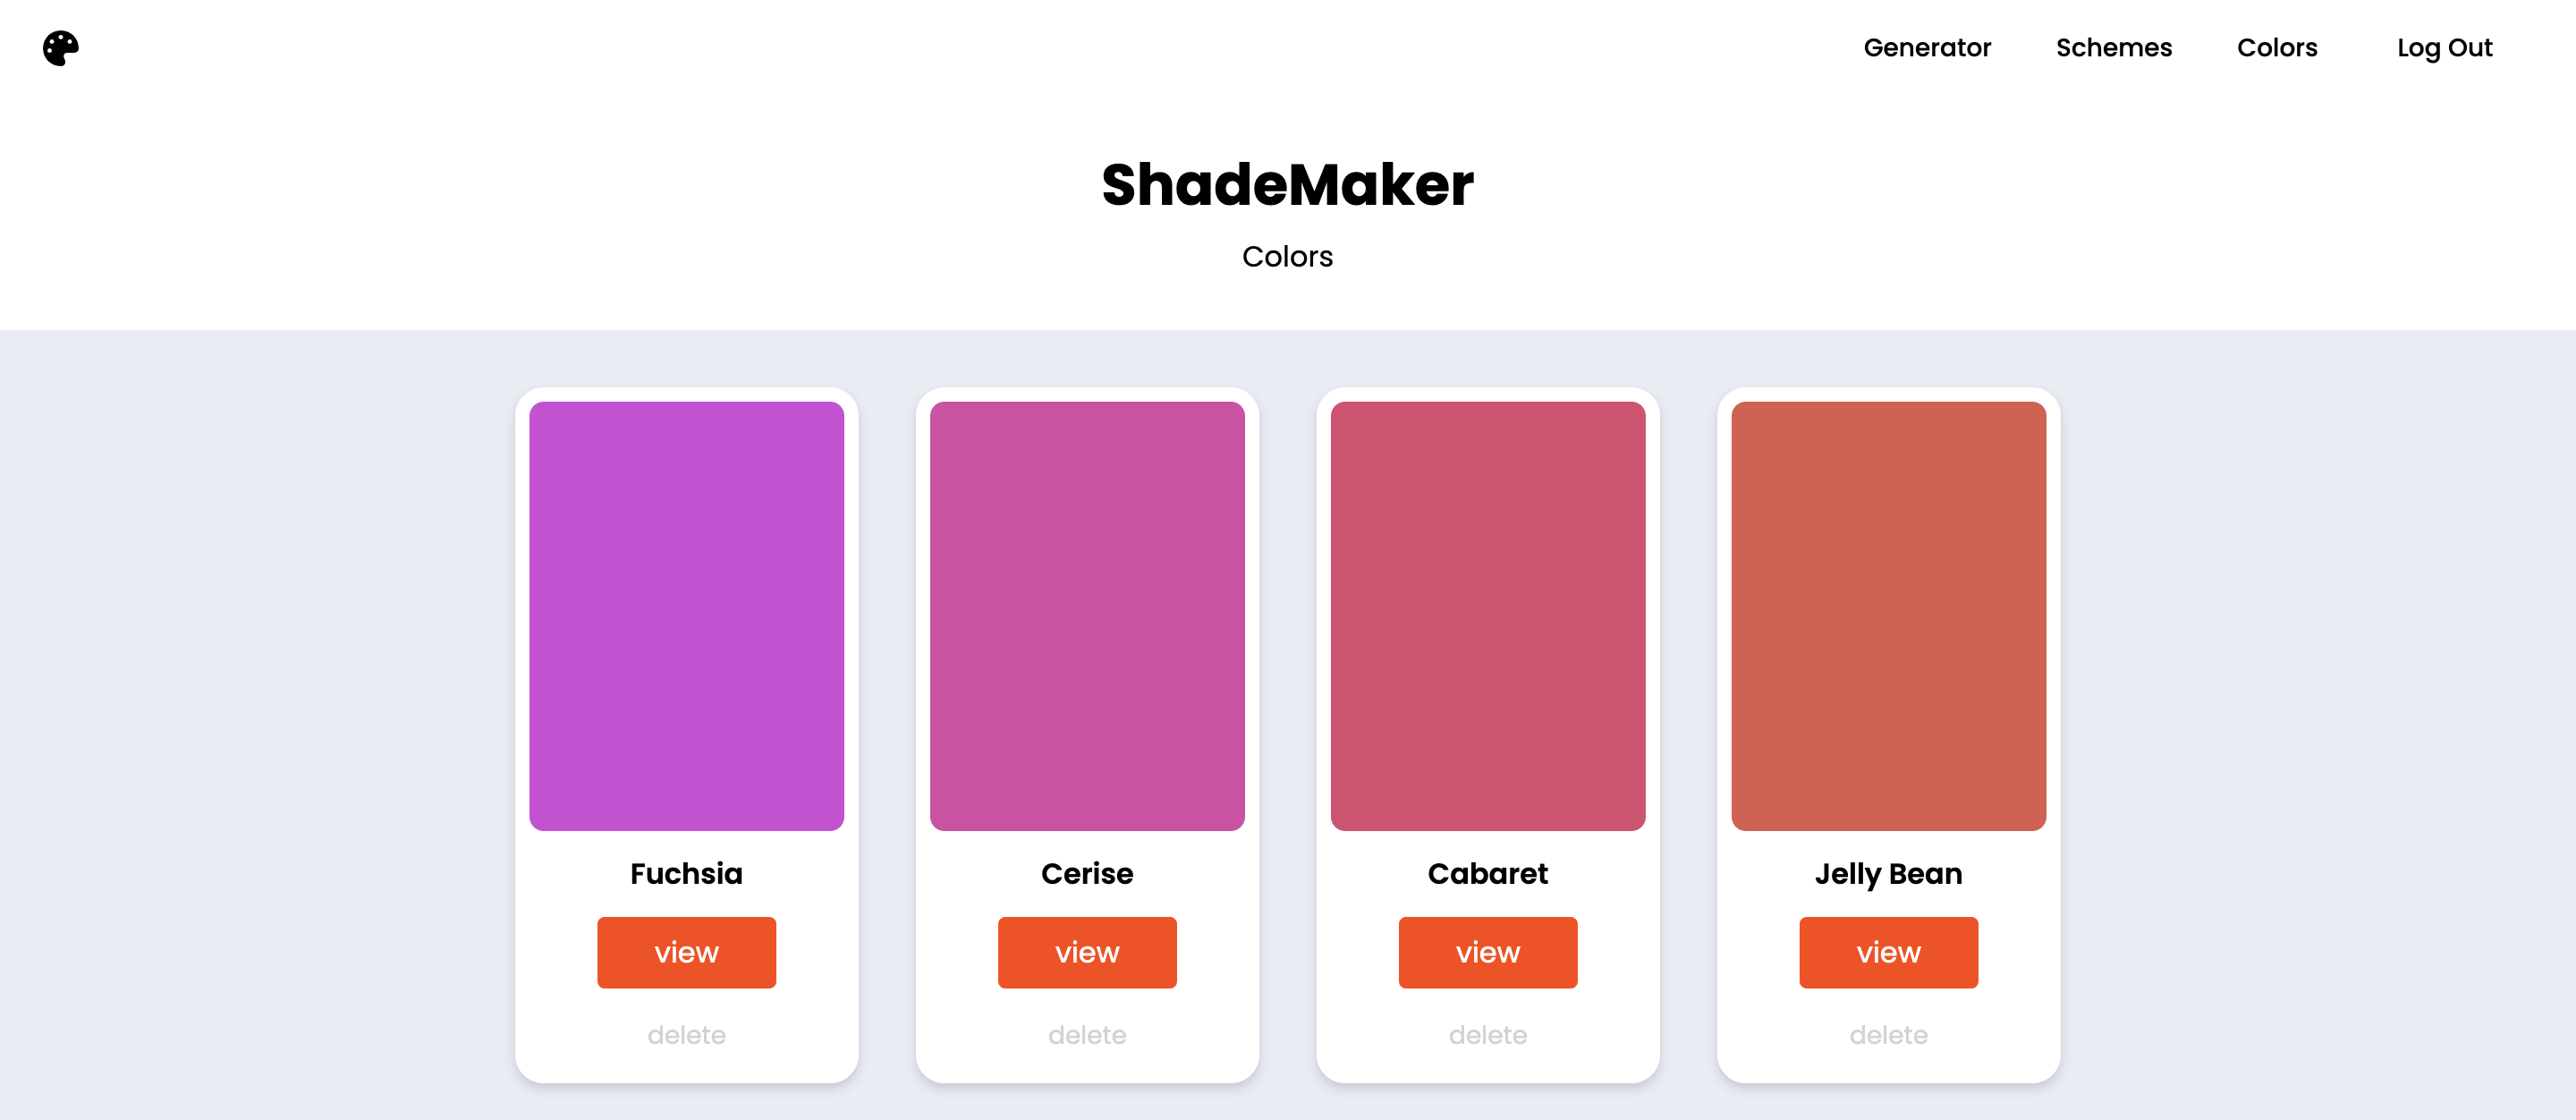 Generator Schemes Colors Log Out
ShadeMaker
Colors
Fuchsia Cerise Cabaret Jelly Bean
view view view view
delete delete delete delete